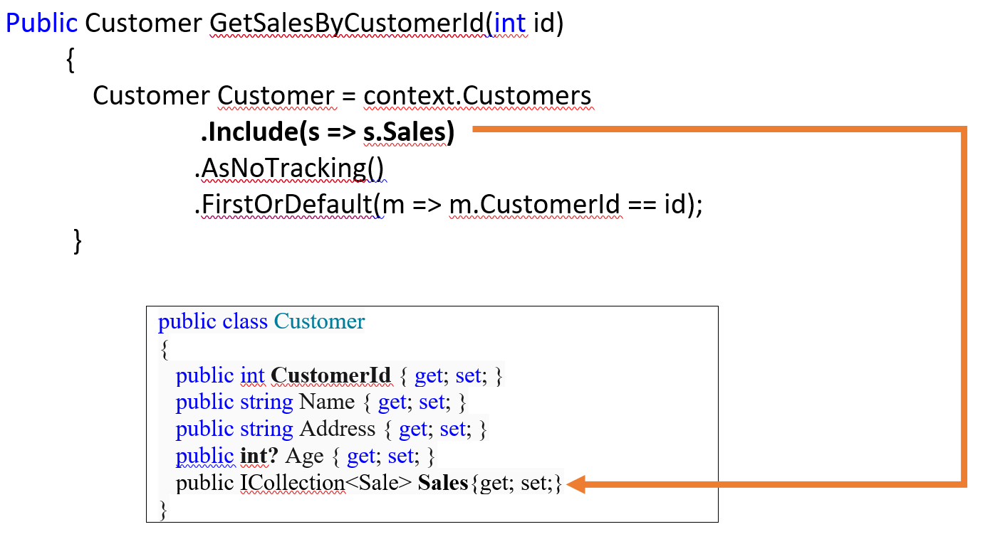 Public Customer GetSalesByCustomerId(int id)
{
Customer Customer = context.Customers
.Include(s => s.Sales)
.AsNoTracking()
.FirstOrDefault(m => m.CustomerId == id);
}
public class Customer
{
public int CustomerId { get; set; }
public string Name { get; set; }
public string Address { get; set; }
public int? Age { get; set; }
public ICollection<Sale> Sales{get; set;}
}